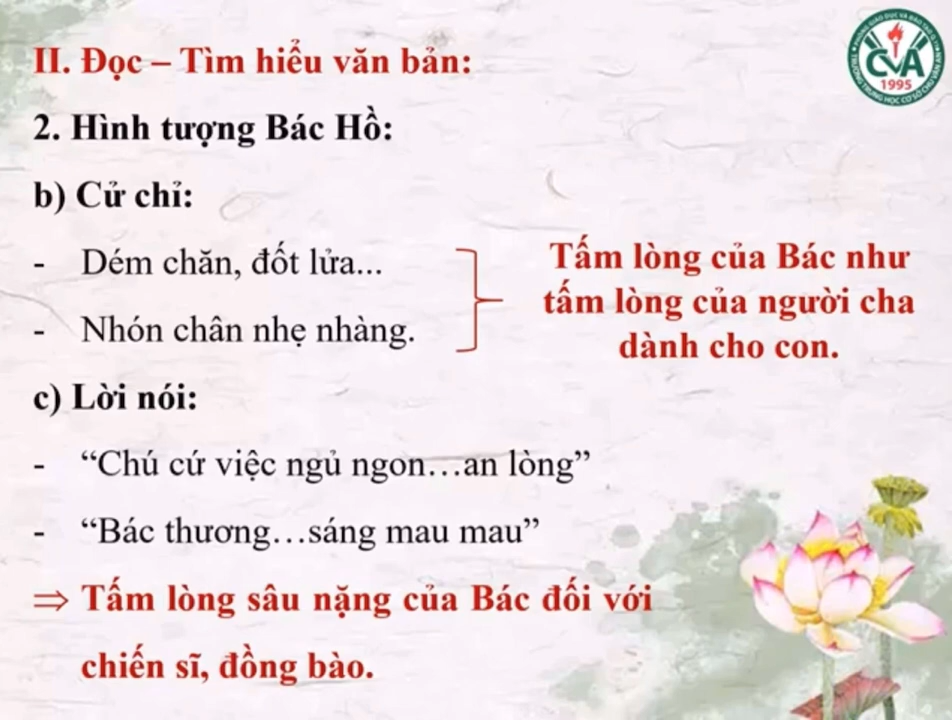 II. Đọc – Tìm hiểu văn bản:
2. Hình tượng Bác Hồ:
b) Cử chỉ:
- Dém chăn, đốt lửa...
- Nhón chân nhẹ nhàng.
Tấm lòng của Bác như
tấm lòng của người cha
dành cho con.
c) Lời nói:
- “Chú cứ việc ngủ ngon…an lòng”
- “Bác thương…sáng mau mau”
⇒ Tấm lòng sâu nặng của Bác đối với
chiến sĩ, đồng bào.
CVA
1995